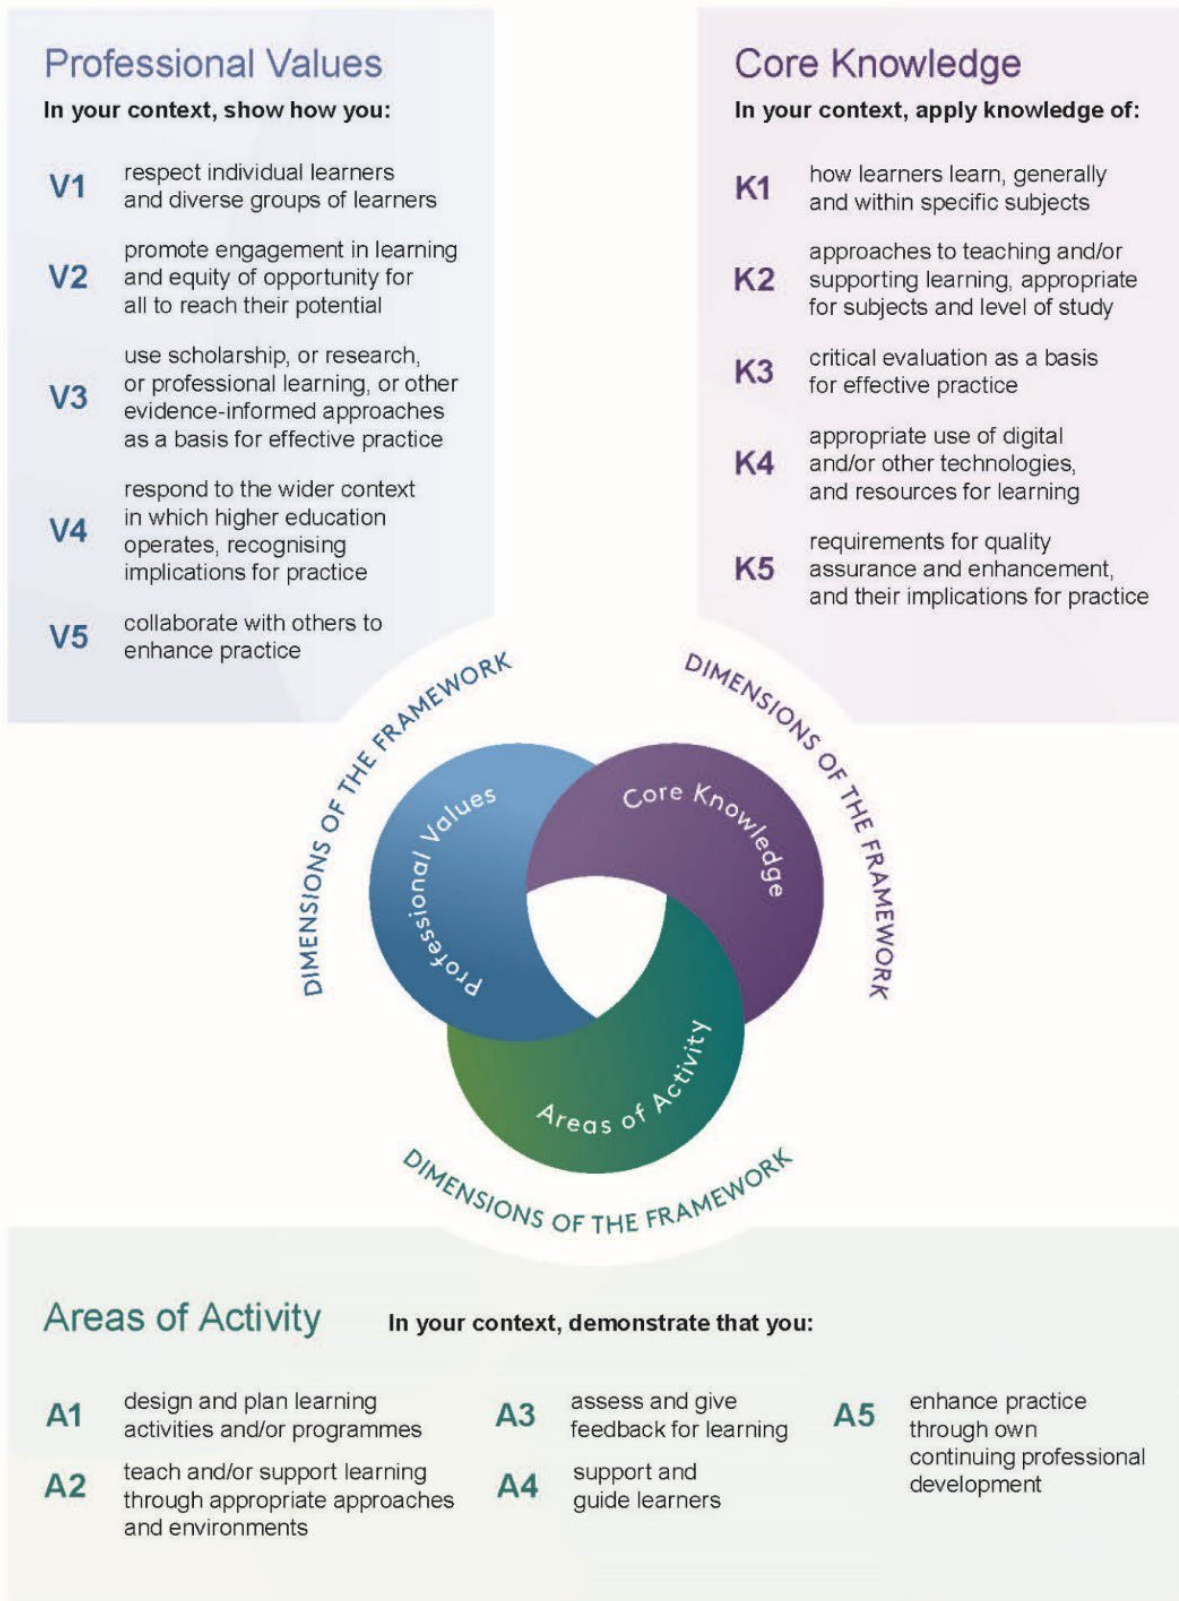 Professional Values
In your context, show how you:
V1 respect individual learners
and diverse groups of learners
V2 promote engagement in learning
and equity of opportunity for
all to reach their potential
V3 use scholarship, or research,
or professional learning, or other
evidence-informed approaches
as a basis for effective practice
V4 respond to the wider context
in which higher education
operates, recognising
implications for practice
V5 collaborate with others to
enhance practice
Core Knowledge
In your context, apply knowledge of:
K1 how learners learn, generally
and within specific subjects
K2 approaches to teaching and/or
supporting learning, appropriate
for subjects and level of study
K3 critical evaluation as a basis
for effective practice
K4 appropriate use of digital
and/or other technologies,
and resources for learning
K5 requirements for quality
assurance and enhancement,
and their implications for practice
DIMENSIONS OF THE FRAMEWORK
DIMENSIONS OF THE FRAMEWORK
Professional Values
Core Knowledge
Areas of Activity
DIMENSIONS OF THE FRAMEWORK
Areas of Activity
In your context, demonstrate that you:
A1 design and plan learning
activities and/or programmes
A2 teach and/or support learning
through appropriate approaches
and environments
A3 assess and give
feedback for learning
A4 support and
guide learners
A5 enhance practice
through own
continuing professional
development